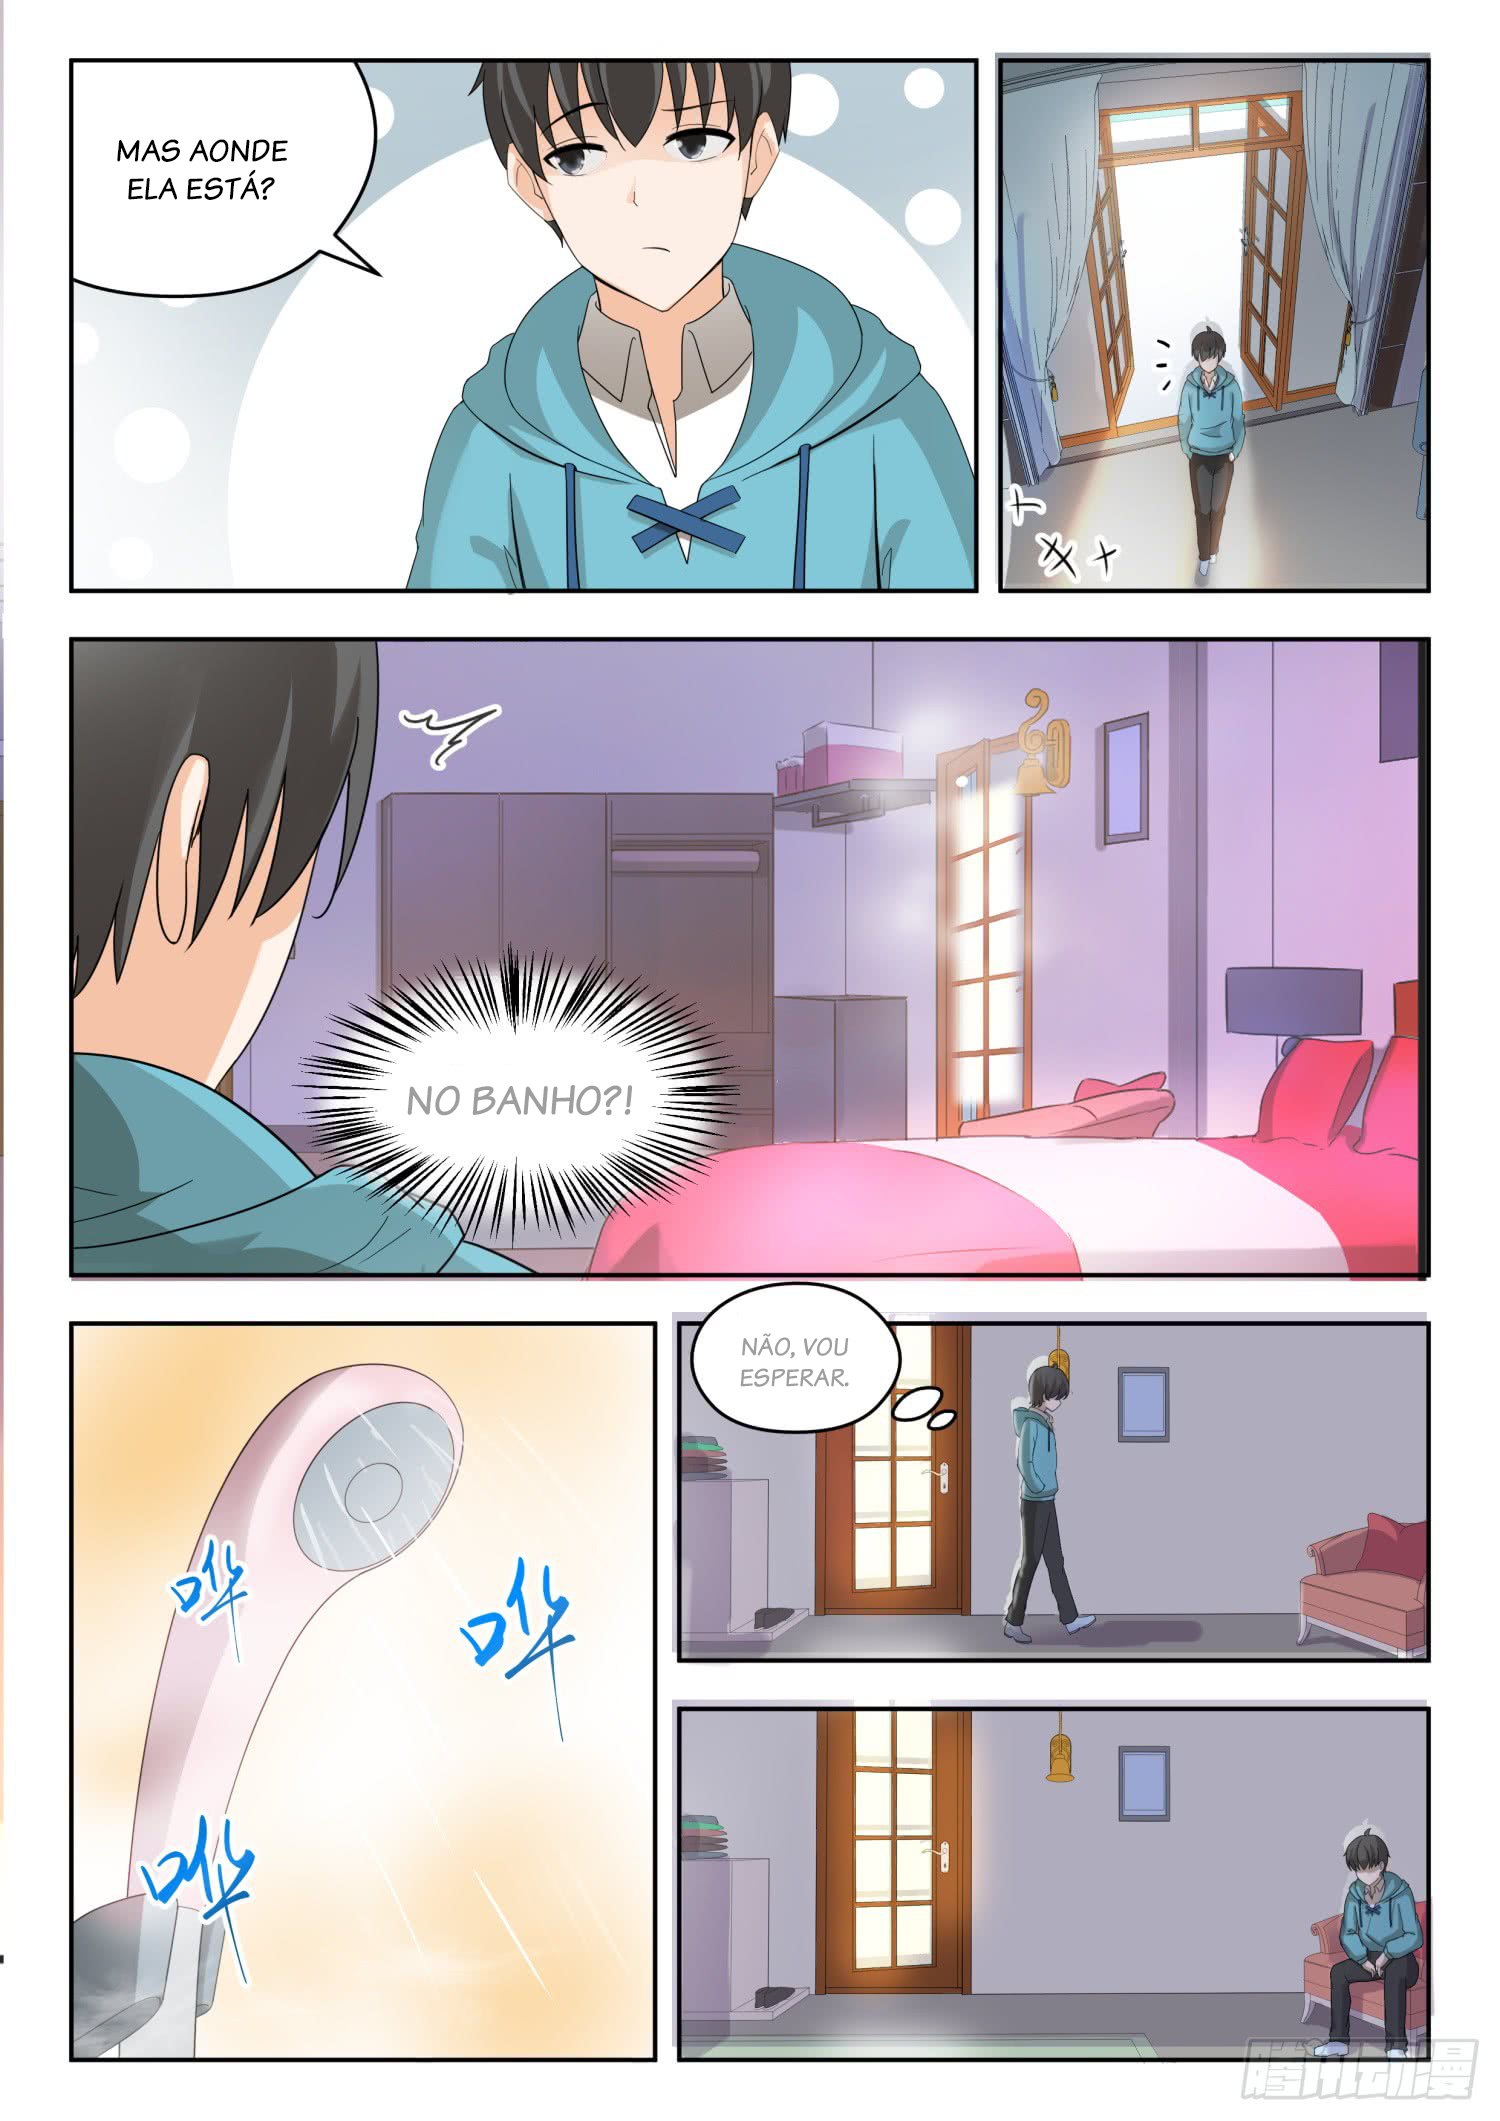 MAS AONDE
ELA ESTÁ?
NO BANHO?!
NÃO, VOU
ESPERAR.
哗
哗
哗
腾讯动漫